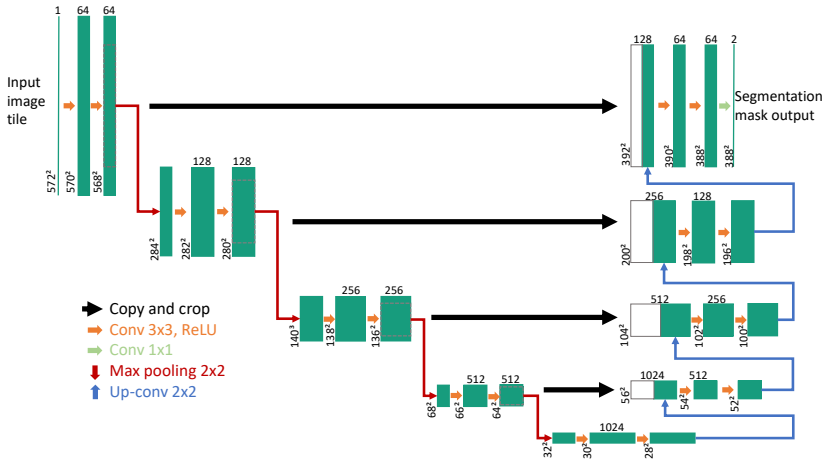 1 64 64
Input
image
tile
572² 570² 568²
128 64 64 2
Segmentation
mask output
392² 390² 388² 388²
128 128
284² 282² 280²
256 128
200² 198² 196²
256 256
140³ 138² 136²
512 256
104² 102² 100²
Copy and crop
Conv 3x3, ReLU
Conv 1x1
Max pooling 2x2
Up-conv 2x2
512 512
68² 66² 64²
1024 512
56² 54² 52²
1024
32² 30² 28²